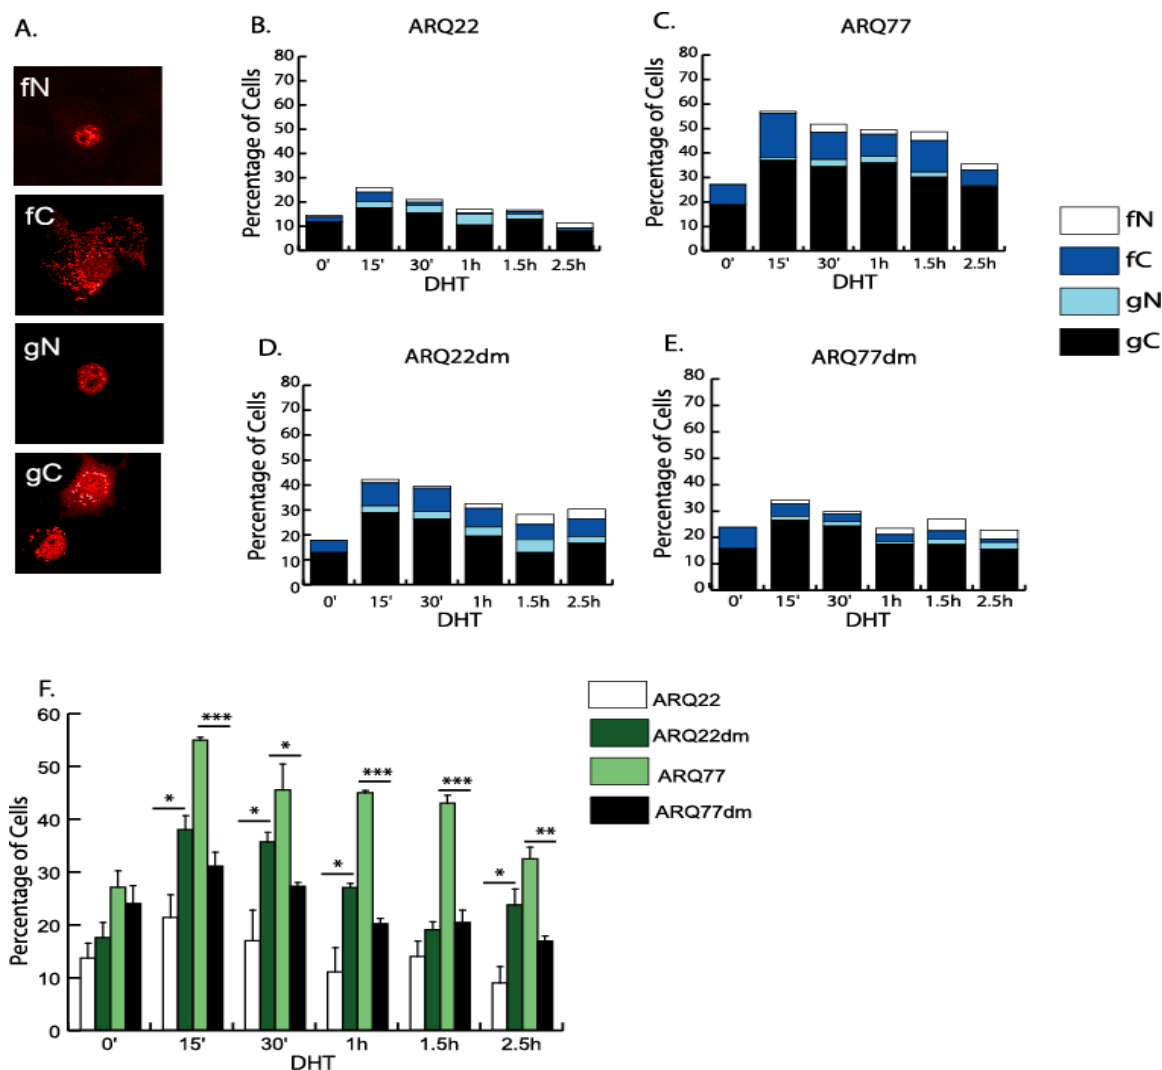 A.
fN
fC
gN
gC
B.
ARQ22
Percentage of Cells
80
70
60
50
40
30
20
10
0
0' 15' 30' 1h 1.5h 2.5h
DHT
C.
ARQ77
Percentage of Cells
80
70
60
50
40
30
20
10
0
0' 15' 30' 1h 1.5h 2.5h
DHT
fN
fC
gN
gC
D.
ARQ22dm
Percentage of Cells
80
70
60
50
40
30
20
10
0
0' 15' 30' 1h 1.5h 2.5h
DHT
E.
ARQ77dm
Percentage of Cells
80
70
60
50
40
30
20
10
0
0' 15' 30' 1h 1.5h 2.5h
DHT
F.
Percentage of Cells
60
50
40
30
20
10
0
* ***
* *
* ***
***
* **
0' 15' 30' 1h 1.5h 2.5h
DHT
ARQ22
ARQ22dm
ARQ77
ARQ77dm